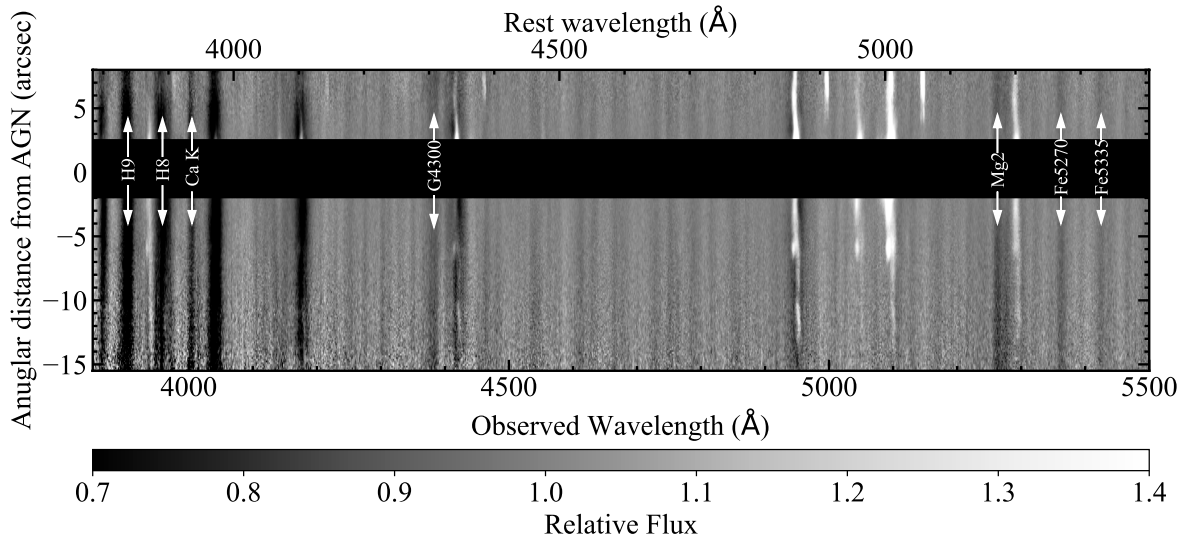 Rest wavelength (Å)
4000 4500 5000
Anuglar distance from AGN (arcsec)
5
0
−5
−10
−15
H9 H8 Ca K G4300 Mg2 Fe5270 Fe5335
4000 4500 5000 5500
Observed Wavelength (Å)
0.7 0.8 0.9 1.0 1.1 1.2 1.3 1.4
Relative Flux